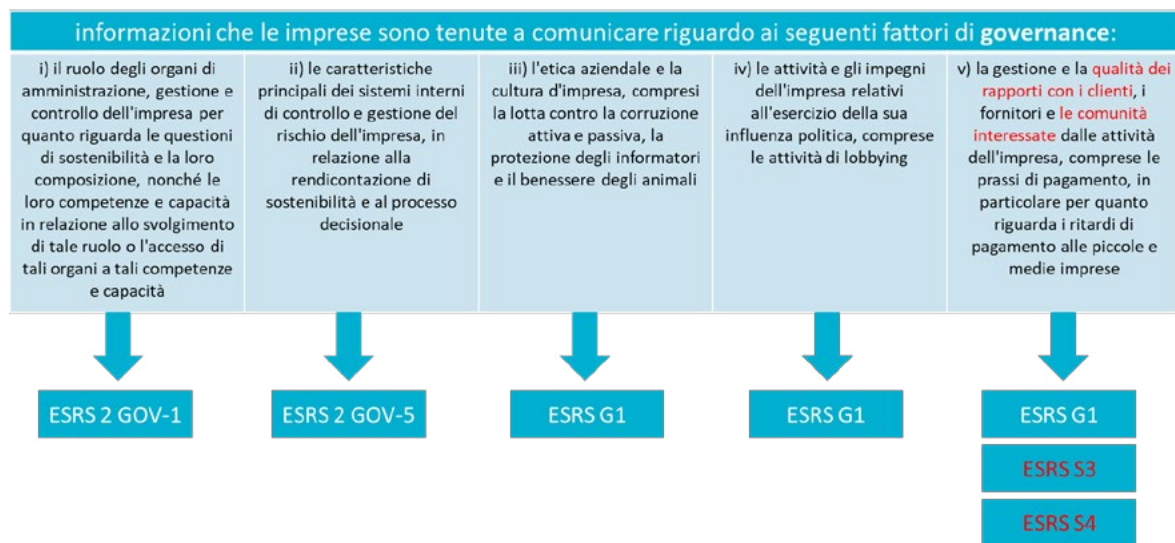 informazioni che le imprese sono tenute a comunicare riguardo ai seguenti fattori di governance:
i) il ruolo degli organi di
amministrazione, gestione e
controllo dell'impresa per
quanto riguarda le questioni
di sostenibilità e la loro
composizione, nonché le
loro competenze e capacità
in relazione allo svolgimento
di tale ruolo o l'accesso di
tali organi a tali competenze
e capacità
ii) le caratteristiche
principali dei sistemi interni
di controllo e gestione del
rischio dell'impresa, in
relazione alla
rendicontazione di
sostenibilità e al processo
decisionale
iii) l'etica aziendale e la
cultura d'impresa, compresi
la lotta contro la corruzione
attiva e passiva, la
protezione degli informatori
e il benessere degli animali
iv) le attività e gli impegni
dell'impresa relativi
all'esercizio della sua
influenza politica, comprese
le attività di lobbying
v) la gestione e la qualità dei
rapporti con i clienti, i
fornitori e le comunità
interessate dalle attività
dell'impresa, comprese le
prassi di pagamento, in
particolare per quanto
riguarda i ritardi di
pagamento alle piccole e
medie imprese
ESRS 2 GOV-1
ESRS 2 GOV-5
ESRS G1
ESRS G1
ESRS G1
ESRS S3
ESRS S4